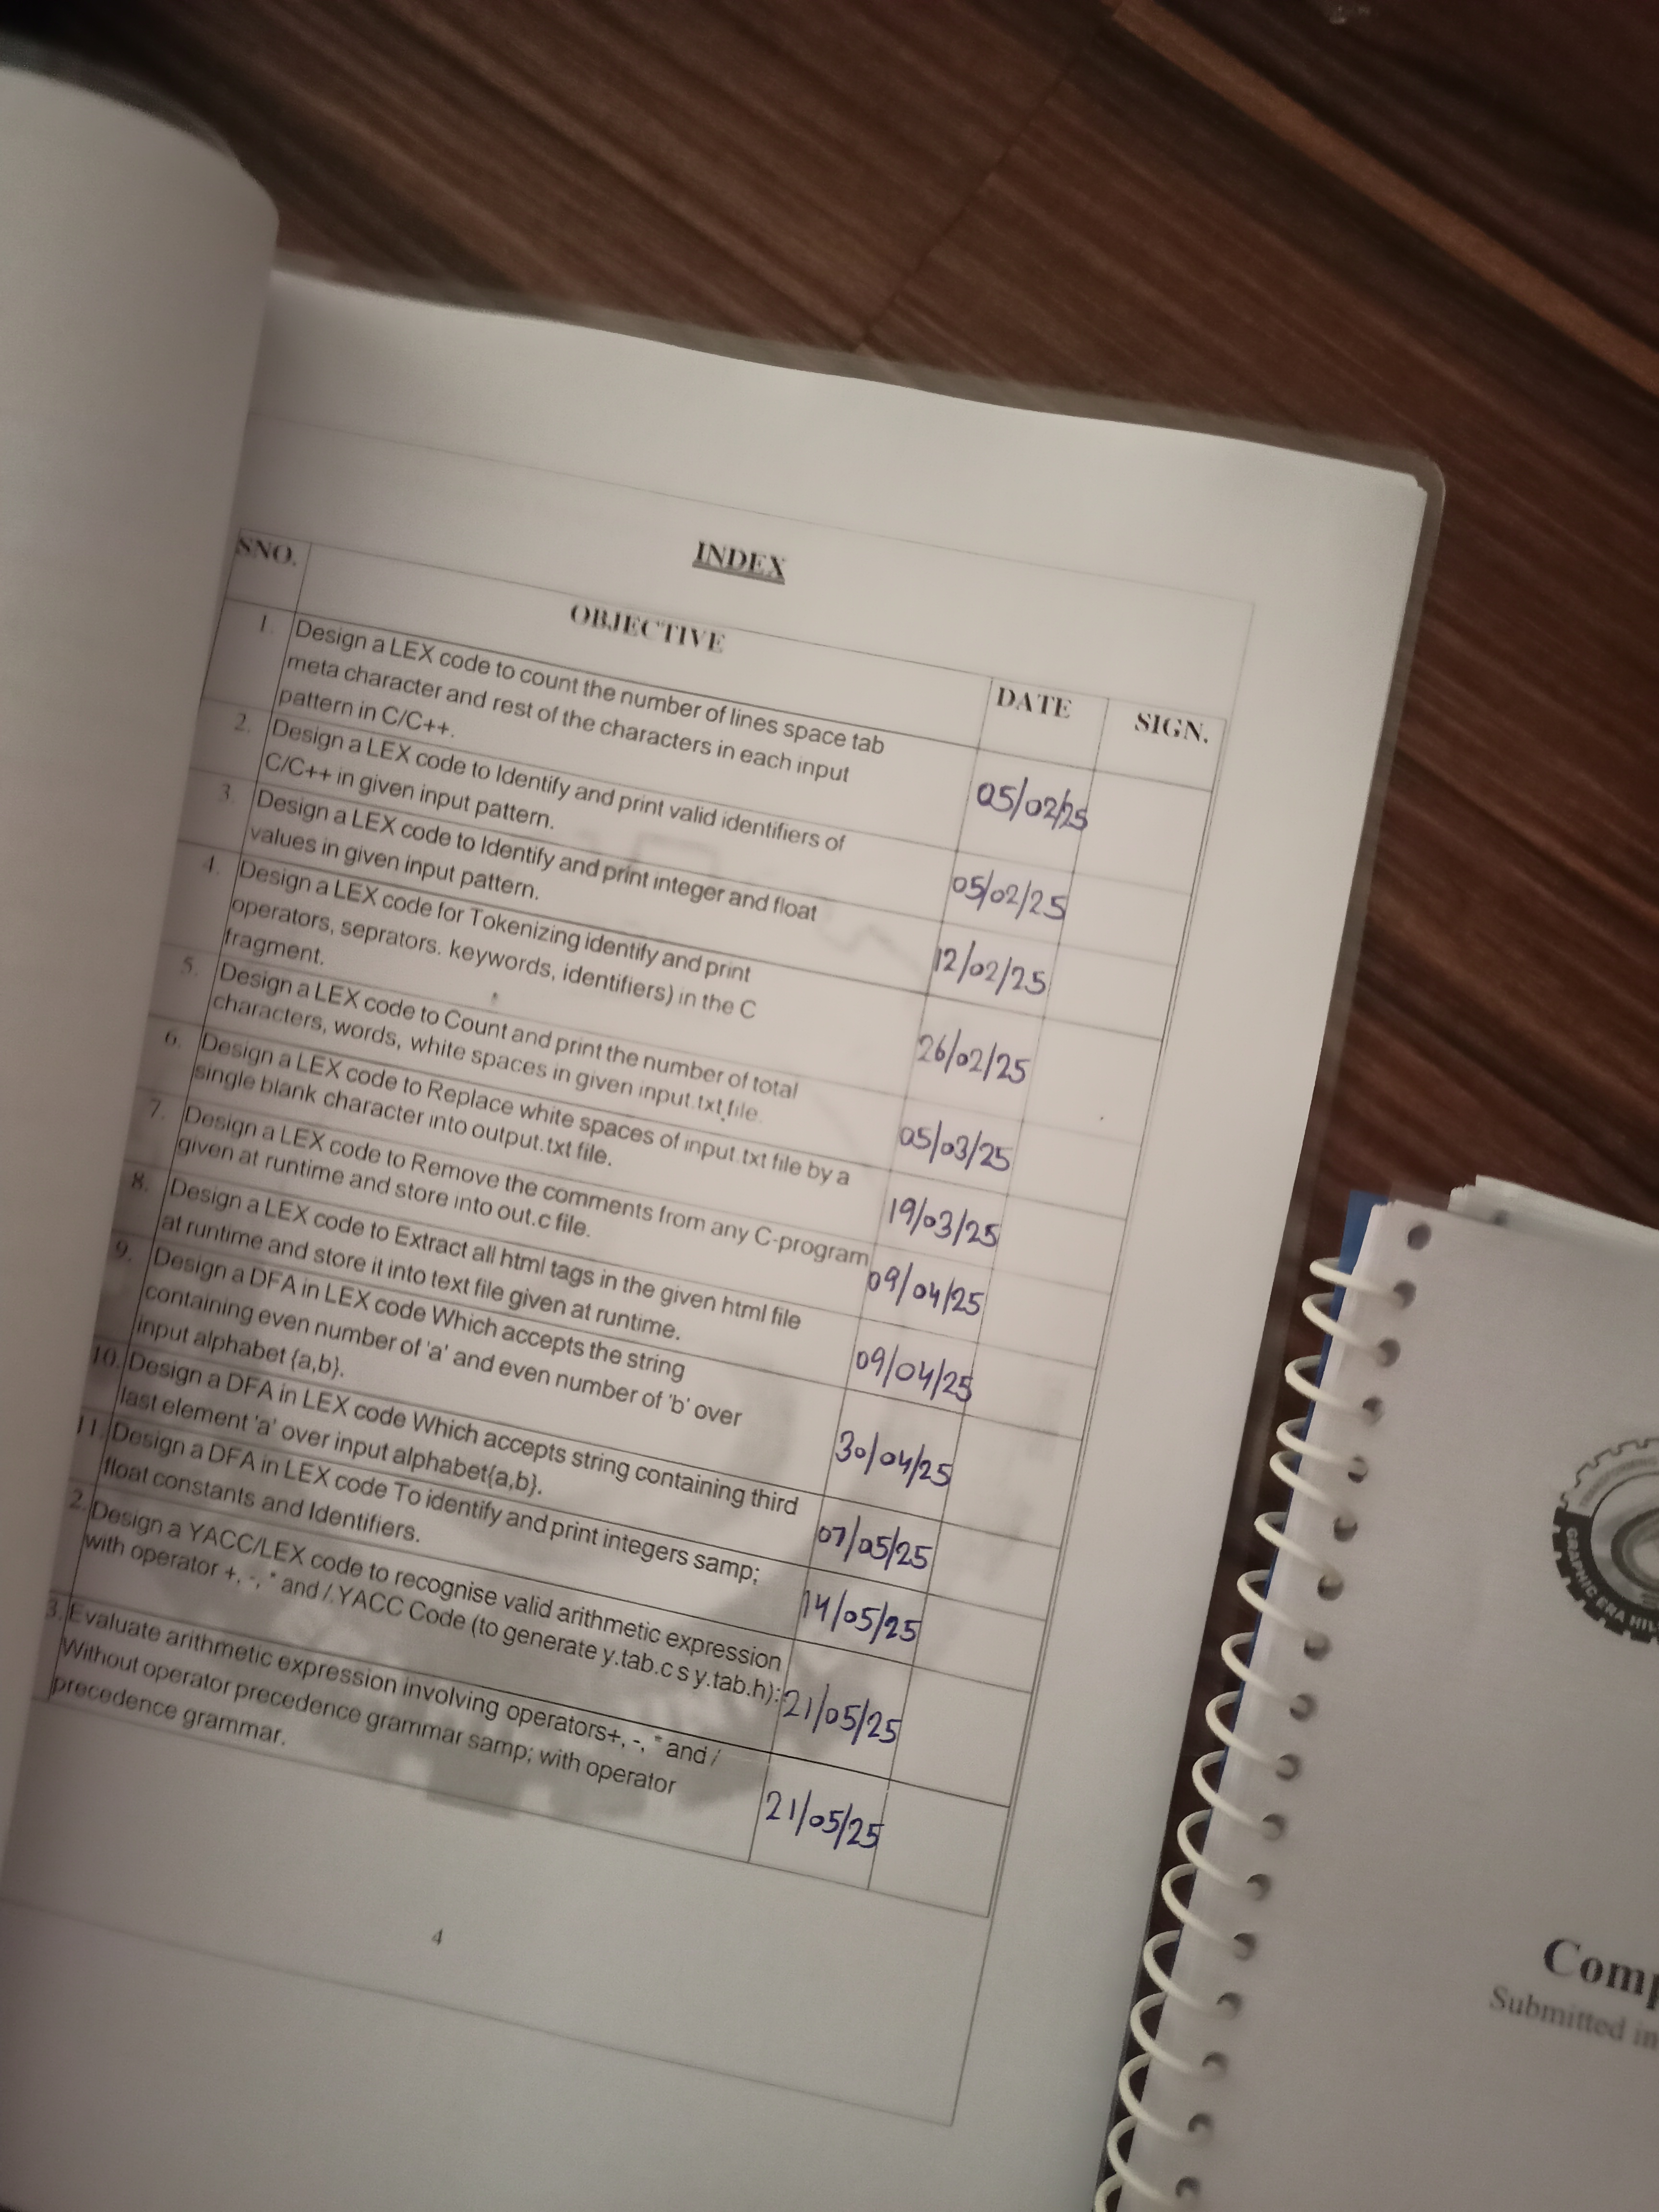 INDEX
SNO.
OBJECTIVE
DATE
SIGN.
1.
Design a LEX code to count the number of lines space tab
meta character and rest of the characters in each input
pattern in C/C++.
05/02/25
2.
Design a LEX code to Identify and print valid identifiers of
C/C++ in given input pattern.
05/02/25
3.
Design a LEX code to Identify and print integer and float
values in given input pattern.
12/02/25
4.
Design a LEX code for Tokenizing identify and print
operators, seprators. keywords, identifiers) in the C
fragment.
26/02/25
5.
Design a LEX code to Count and print the number of total
characters, words, white spaces in given input.txt file.
05/03/25
6.
Design a LEX code to Replace white spaces of input.txt file by a
single blank character into output.txt file.
19/03/25
7.
Design a LEX code to Remove the comments from any C-program
given at runtime and store into out.c file.
09/04/25
8.
Design a LEX code to Extract all html tags in the given html file
at runtime and store it into text file given at runtime.
09/04/25
9.
Design a DFA in LEX code Which accepts the string
containing even number of 'a' and even number of 'b' over
input alphabet {a,b}.
30/04/25
10.
Design a DFA in LEX code Which accepts string containing third
last element 'a' over input alphabet{a,b}.
07/05/25
11.
Design a DFA in LEX code To identify and print integers samp;
float constants and Identifiers.
14/05/25
2.
Design a YACC/LEX code to recognise valid arithmetic expression
with operator +, -, * and /.YACC Code (to generate y.tab.c s y.tab.h):
21/05/25
3.
Evaluate arithmetic expression involving operators+, -, * and /
Without operator precedence grammar samp; with operator
precedence grammar.
21/05/25
4
GRAPHIC ERA HIL
Comp
Submitted in